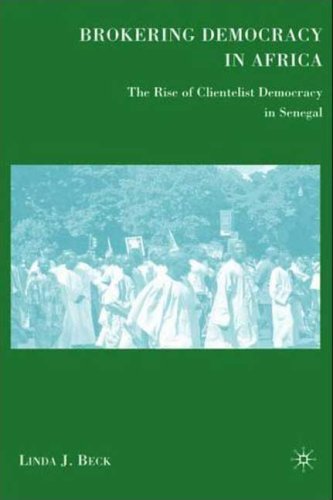 BROKERING DEMOCRACY
IN AFRICA
The Rise of Clientelist Democracy
in Senegal
LINDA J. BECK